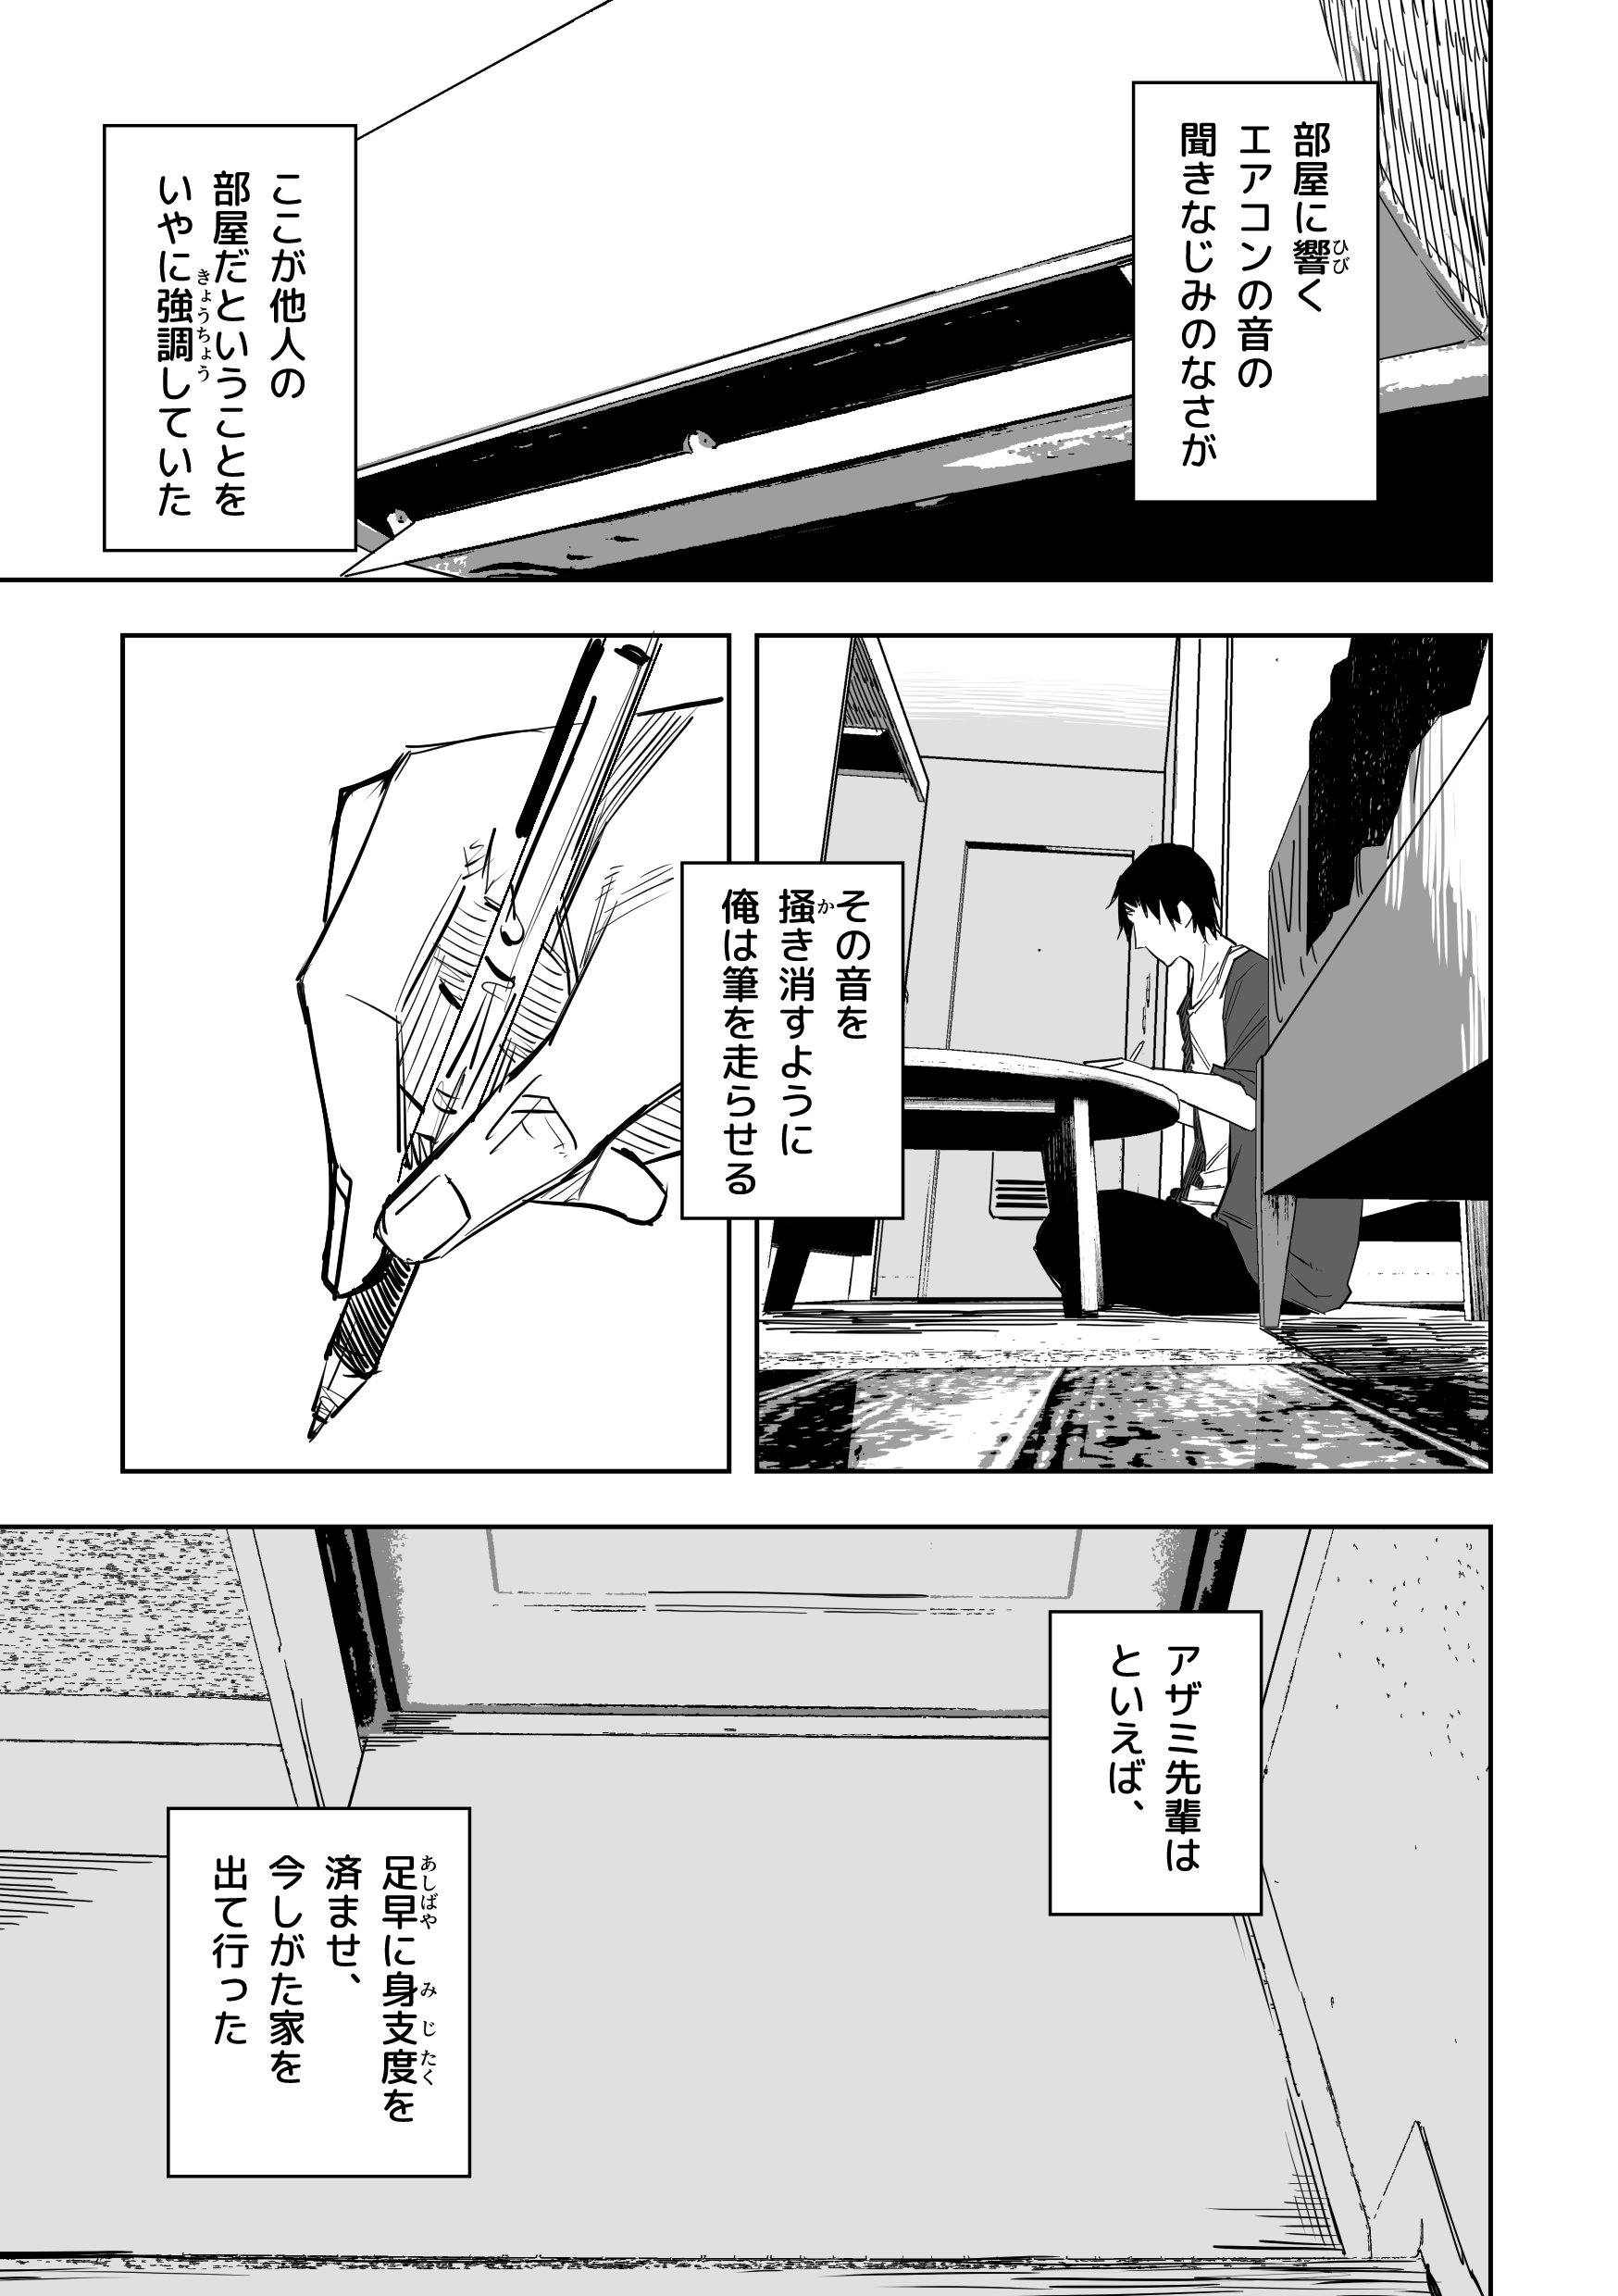 部屋に響く
エアコンの音の
聞きなじみのなさが
ここが他人の
部屋だということを
いやに強調していた
その音を
掻き消すように
俺は筆を走らせる
アザミ先輩は
といえば、
足早に身支度を
済ませ、
今しがた家を
出て行った